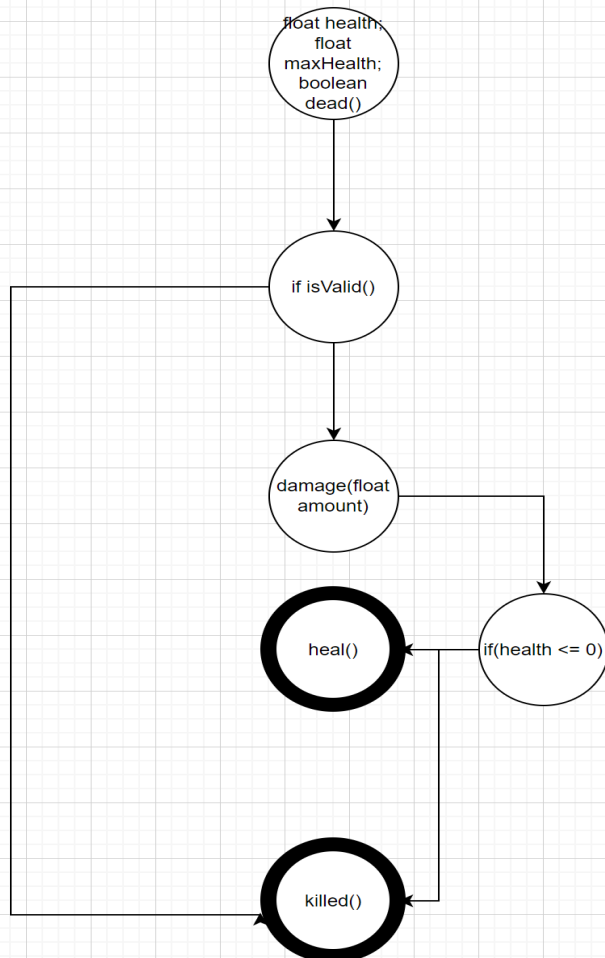 float health;
float
maxHealth;
boolean
dead()
if isValid()
damage(float
amount)
heal()
if(health <= 0)
killed()